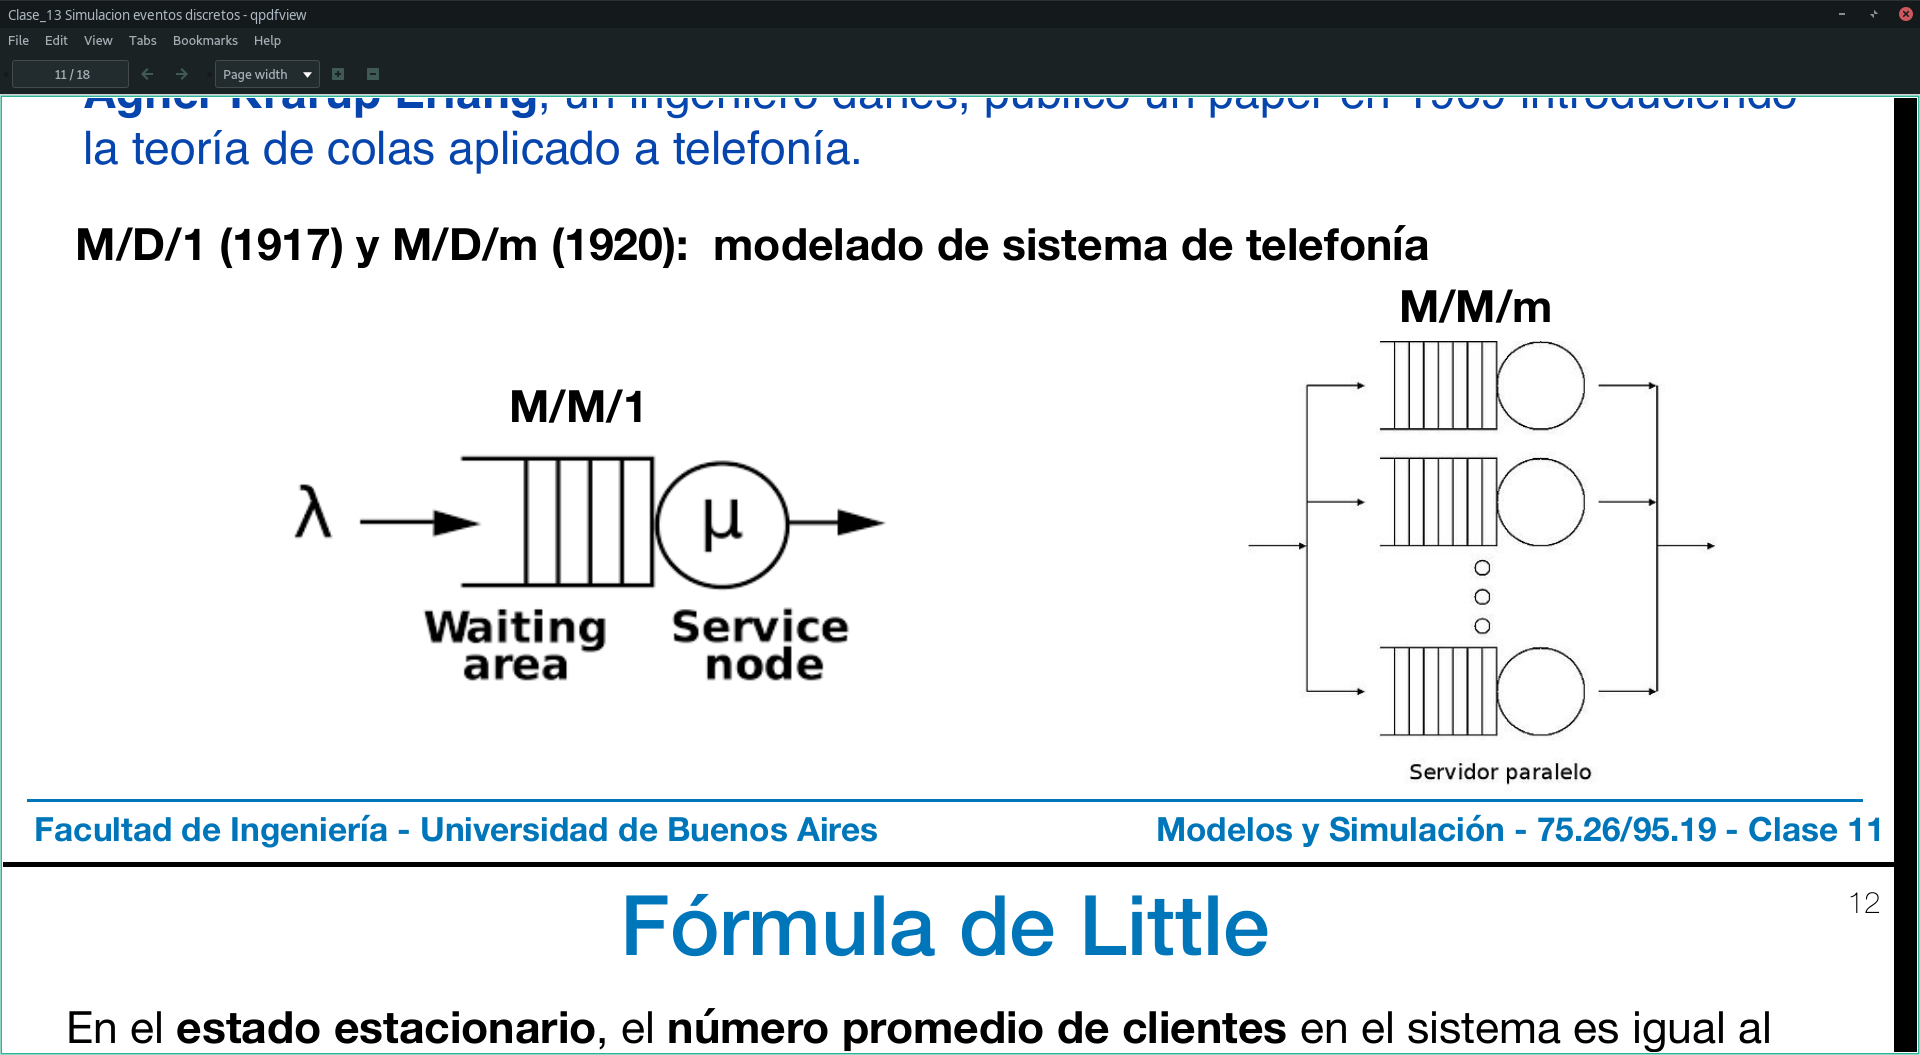 Clase_13 Simulacion eventos discretos - qpdfview
File Edit View Tabs Bookmarks Help
11 / 18 Page width
Agner Krarup Erlang, un ingeniero danés, publicó un paper en 1909 introduciendo
la teoría de colas aplicado a telefonía.
M/D/1 (1917) y M/D/m (1920): modelado de sistema de telefonía
M/M/m
M/M/1
λ
μ
Waiting
area
Service
node
Servidor paralelo
Facultad de Ingeniería - Universidad de Buenos Aires
Modelos y Simulación - 75.26/95.19 - Clase 11
12
Fórmula de Little
En el estado estacionario, el número promedio de clientes en el sistema es igual al